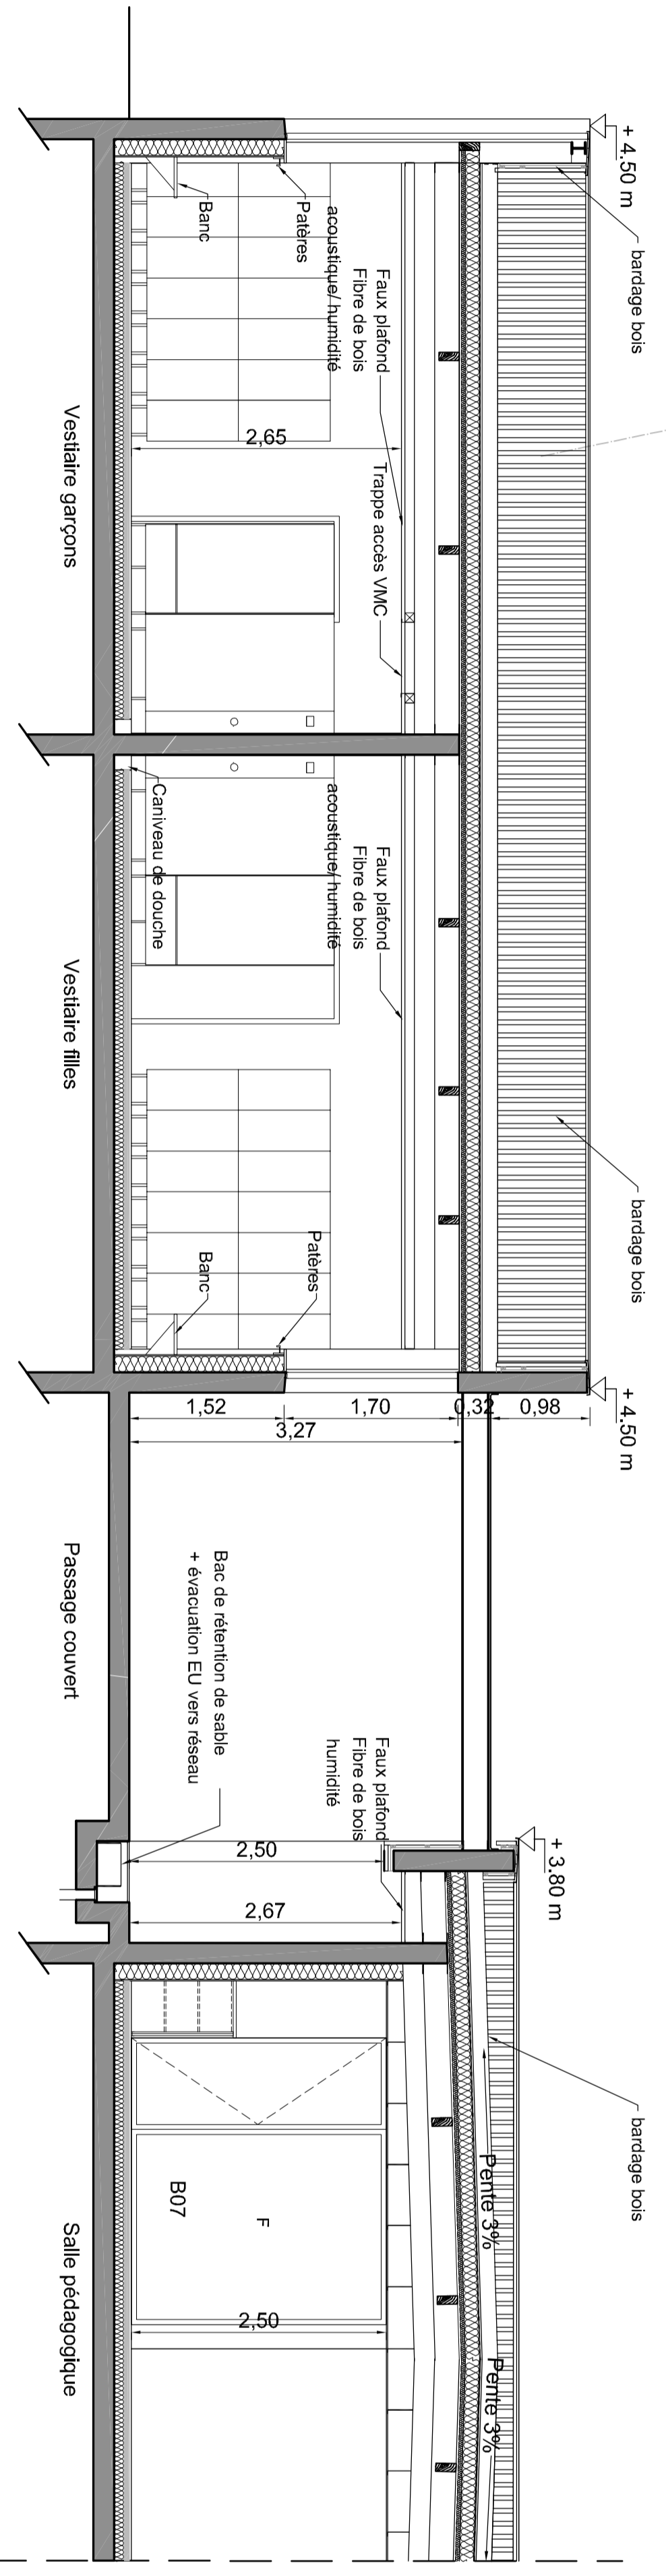 + 4.50 m
bardage bois
bardage bois
+ 4.50 m
+ 3.80 m
bardage bois
Patères
Banc
Faux plafond
Fibre de bois
acoustique/ humidité
2,65
Trappe accès VMC
Caniveau de douche
Faux plafond
Fibre de bois
acoustique/ humidité
Patères
Banc
1,52
1,70
0,32
0,98
3,27
Bac de rétention de sable
+ évacuation EU vers réseau
Faux plafond
Fibre de bois
humidité
2,50
2,67
Pente 3%
Pente 3%
B07
F
2,50
Vestiaire garçons
Vestiaire filles
Passage couvert
Salle pédagogique